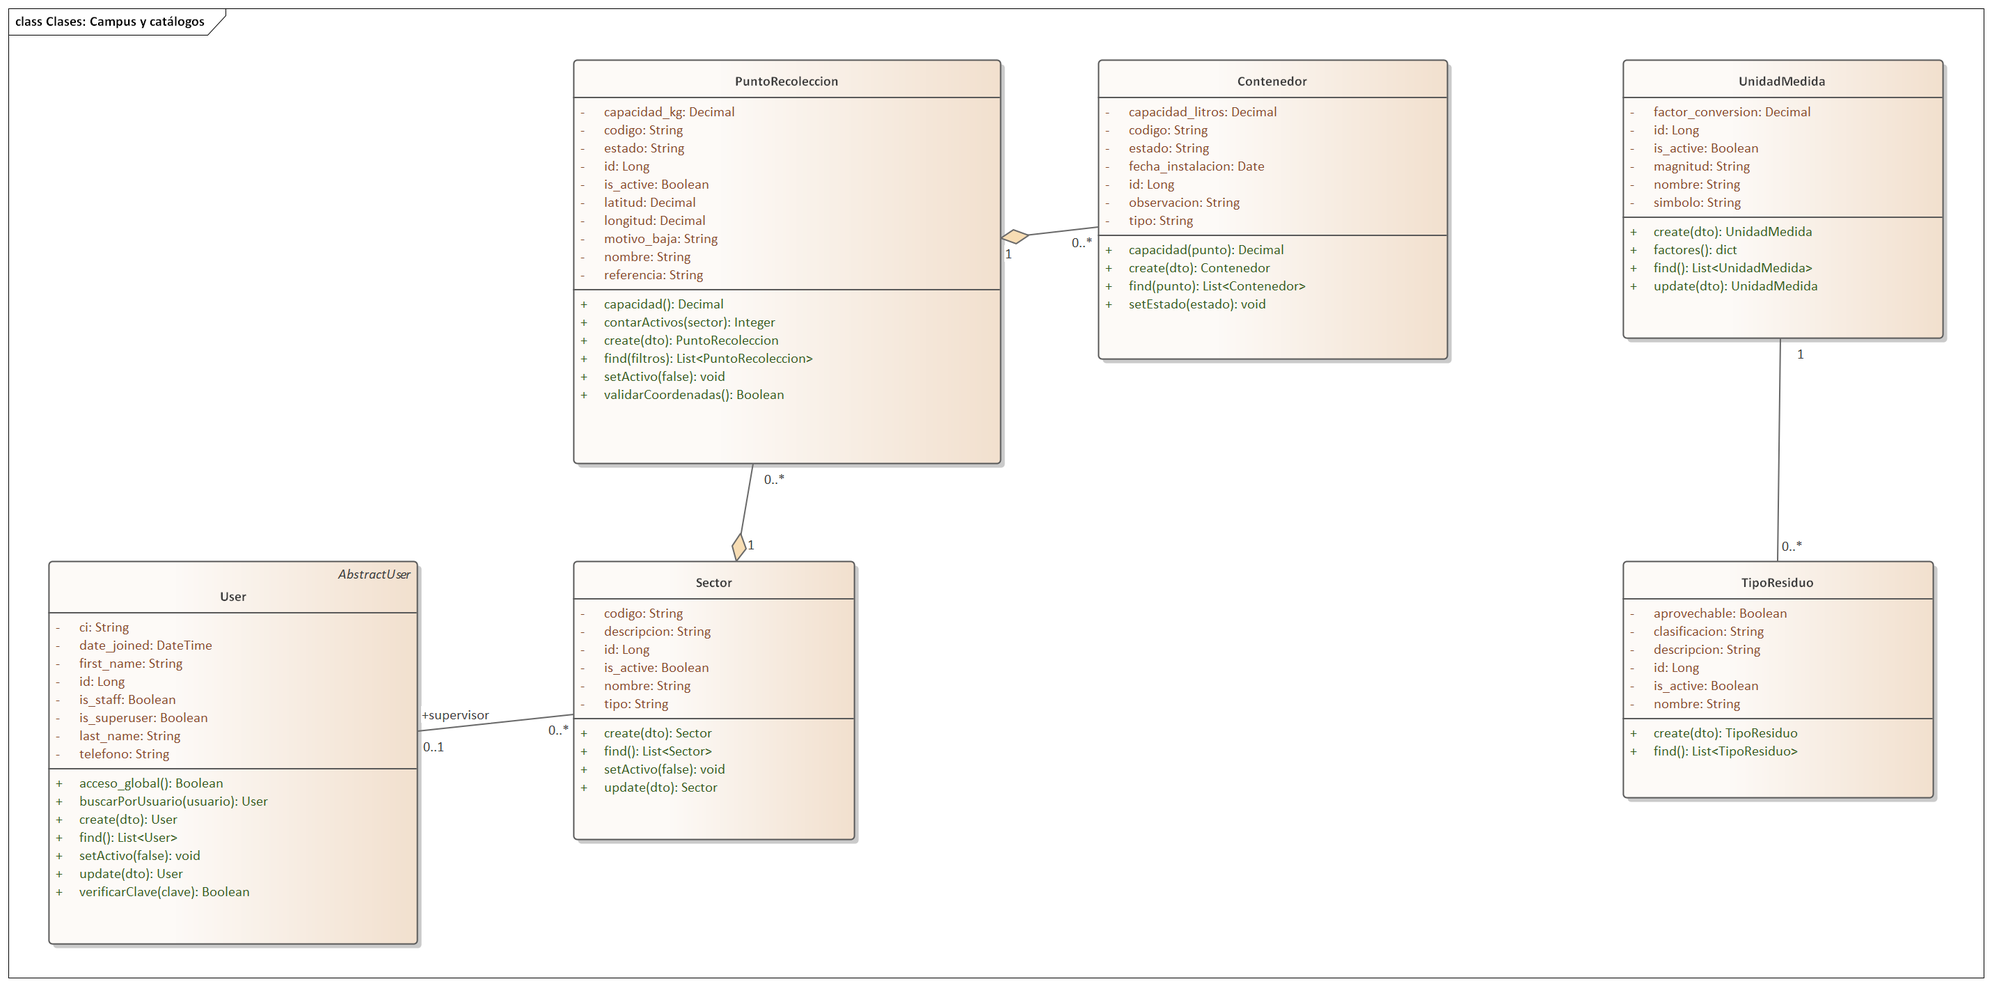 class Clases: Campus y catálogos
PuntoRecoleccion
- capacidad_kg: Decimal
- codigo: String
- estado: String
- id: Long
- is_active: Boolean
- latitud: Decimal
- longitud: Decimal
- motivo_baja: String
- nombre: String
- referencia: String
+ capacidad(): Decimal
+ contarActivos(sector): Integer
+ create(dto): PuntoRecoleccion
+ find(filtros): List<PuntoRecoleccion>
+ setActivo(false): void
+ validarCoordenadas(): Boolean
1
0..*
Contenedor
- capacidad_litros: Decimal
- codigo: String
- estado: String
- fecha_instalacion: Date
- id: Long
- observacion: String
- tipo: String
+ capacidad(punto): Decimal
+ create(dto): Contenedor
+ find(punto): List<Contenedor>
+ setEstado(estado): void
UnidadMedida
- factor_conversion: Decimal
- id: Long
- is_active: Boolean
- magnitud: String
- nombre: String
- simbolo: String
+ create(dto): UnidadMedida
+ factores(): dict
+ find(): List<UnidadMedida>
+ update(dto): UnidadMedida
1
0..*
0..*
1
AbstractUser
User
- ci: String
- date_joined: DateTime
- first_name: String
- id: Long
- is_staff: Boolean
- is_superuser: Boolean
- last_name: String
- telefono: String
+ acceso_global(): Boolean
+ buscarPorUsuario(usuario): User
+ create(dto): User
+ find(): List<User>
+ setActivo(false): void
+ update(dto): User
+ verificarClave(clave): Boolean
+supervisor
0..1
0..*
Sector
- codigo: String
- descripcion: String
- id: Long
- is_active: Boolean
- nombre: String
- tipo: String
+ create(dto): Sector
+ find(): List<Sector>
+ setActivo(false): void
+ update(dto): Sector
TipoResiduo
- aprovechable: Boolean
- clasificacion: String
- descripcion: String
- id: Long
- is_active: Boolean
- nombre: String
+ create(dto): TipoResiduo
+ find(): List<TipoResiduo>